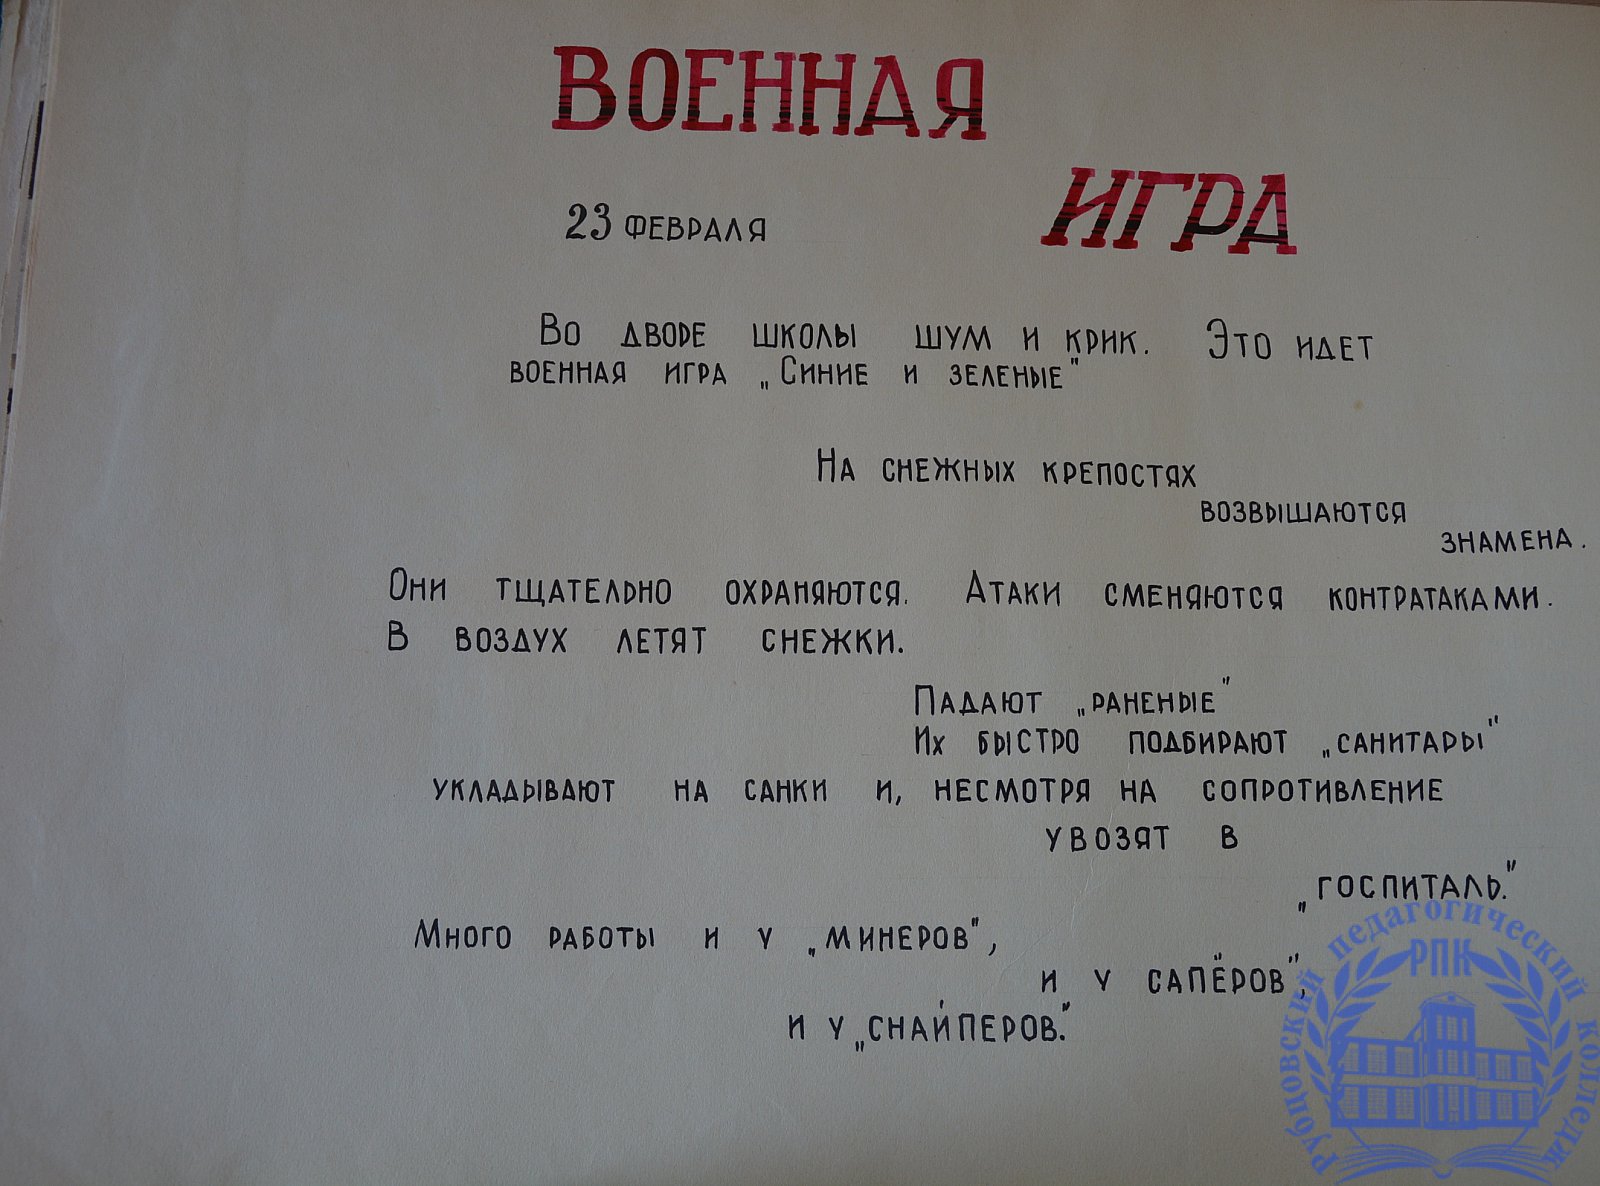 ВОЕННАЯ
ИГРА
23 ФЕВРАЛЯ
Во дворе школы шум и крик. Это идет
военная игра „Синие и зеленые"
На снежных крепостях
возвышаются
знамена.
Они тщательно охраняются. Атаки сменяются контратаками.
В воздух летят снежки.
Падают „раненые"
Их быстро подбирают „санитары"
укладывают на санки и, несмотря на сопротивление
увозят в
„госпиталь."
Много работы и у „минеров",
и у сапёров",
и у „снайперов."
Рубцовский педагогический колледж
РПК